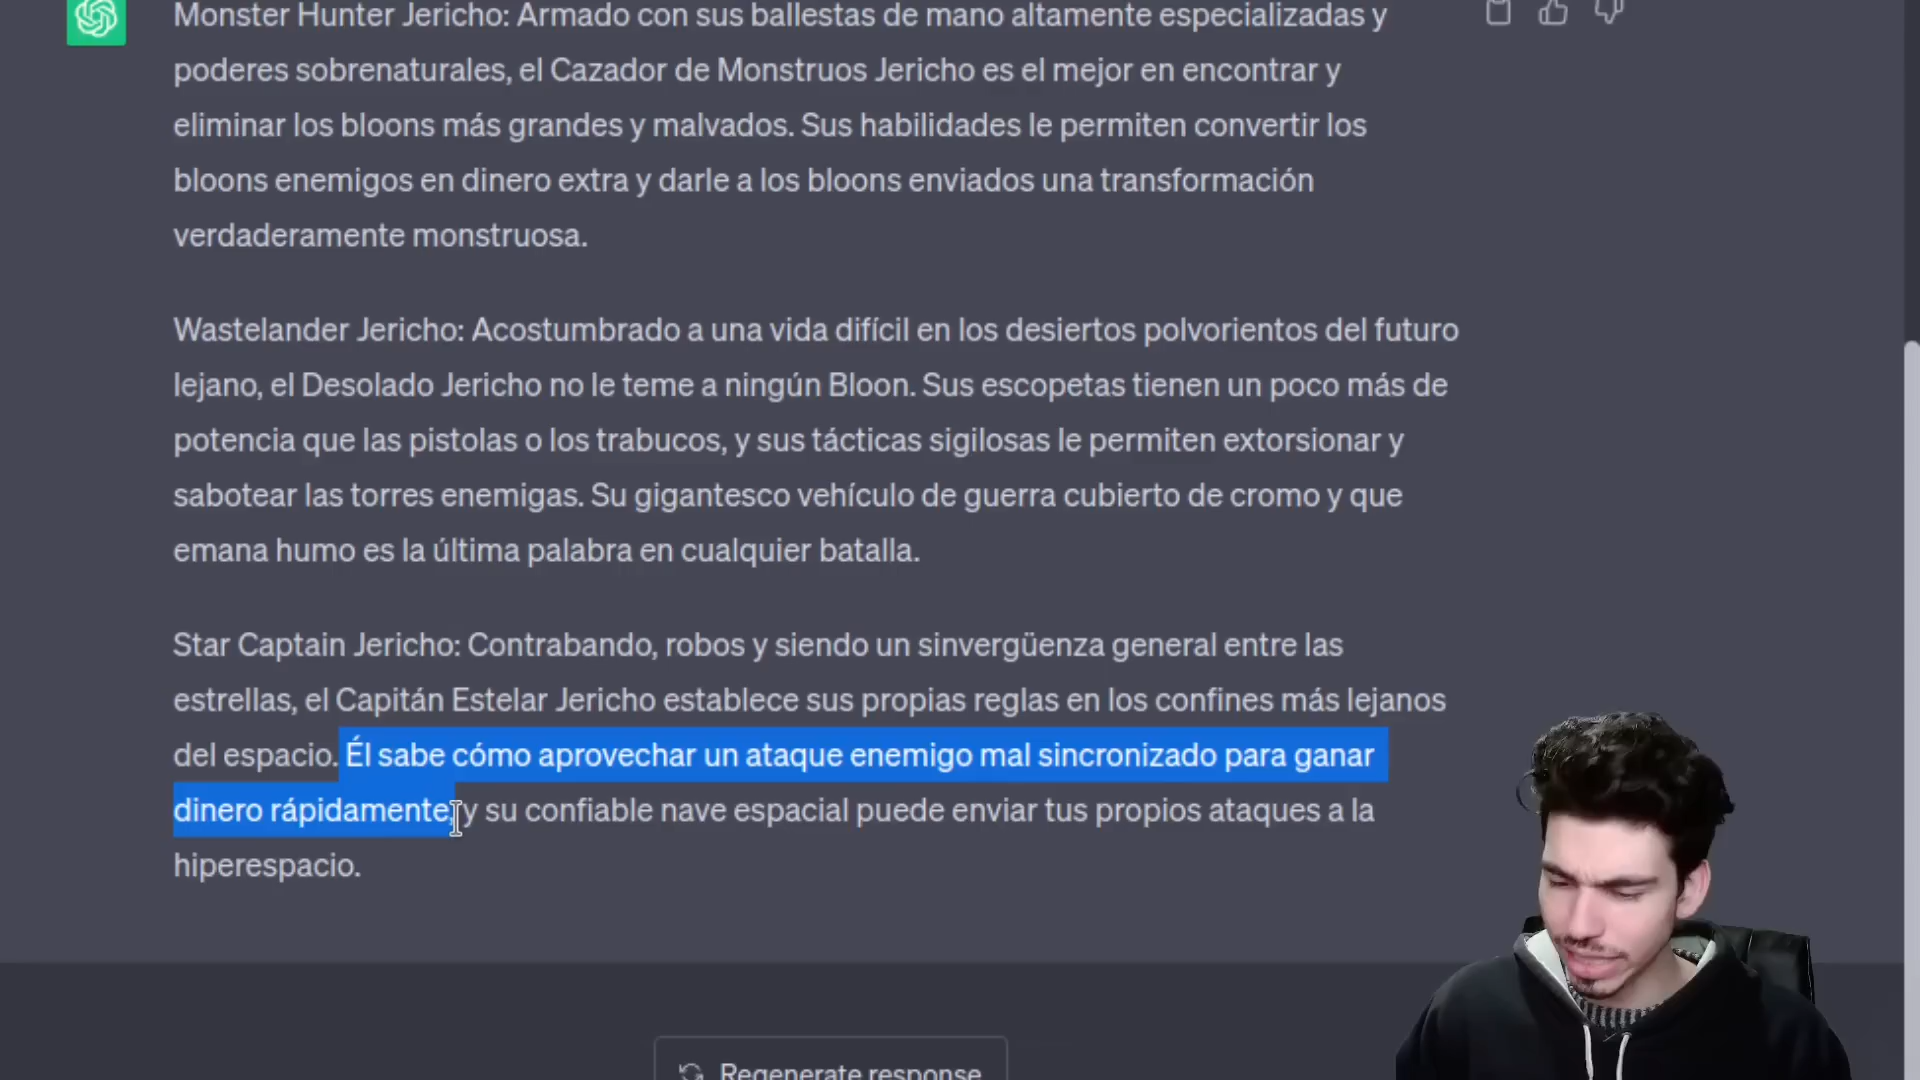 Monster Hunter Jericho: Armado con sus ballestas de mano altamente especializadas y
poderes sobrenaturales, el Cazador de Monstruos Jericho es el mejor en encontrar y
eliminar los bloons más grandes y malvados. Sus habilidades le permiten convertir los
bloons enemigos en dinero extra y darle a los bloons enviados una transformación
verdaderamente monstruosa.
Wastelander Jericho: Acostumbrado a una vida difícil en los desiertos polvorientos del futuro
lejano, el Desolado Jericho no le teme a ningún Bloon. Sus escopetas tienen un poco más de
potencia que las pistolas o los trabucos, y sus tácticas sigilosas le permiten extorsionar y
sabotear las torres enemigas. Su gigantesco vehículo de guerra cubierto de cromo y que
emana humo es la última palabra en cualquier batalla.
Star Captain Jericho: Contrabando, robos y siendo un sinvergüenza general entre las
estrellas, el Capitán Estelar Jericho establece sus propias reglas en los confines más lejanos
del espacio. Él sabe cómo aprovechar un ataque enemigo mal sincronizado para ganar
dinero rápidamente, y su confiable nave espacial puede enviar tus propios ataques a la
hiperespacio.
Regenerate response